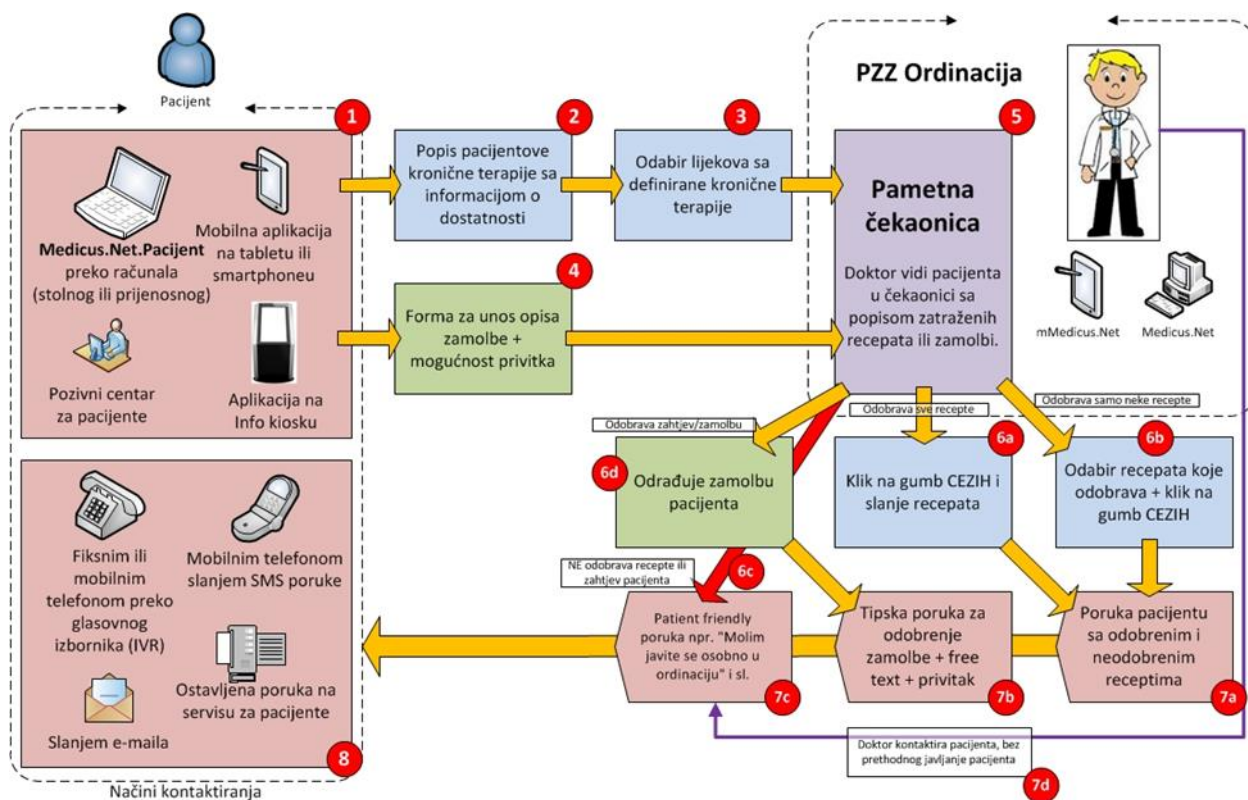 Pacijent
1
Medicus.Net.Pacijent
preko računala
(stolnog ili prijenosnog)
Mobilna aplikacija
na tabletu ili
smartphoneu
Pozivni centar
za pacijente
Aplikacija na
Info kiosku
2
Popis pacijentove
kronične terapije sa
informacijom o
dostatnosti
3
Odabir lijekova sa
definirane kronične
terapije
4
Forma za unos opisa
zamolbe +
mogućnost privitka
PZZ Ordinacija
5
Pametna
čekaonica
Doktor vidi pacijenta
u čekaonici sa
popisom zatraženih
recepata ili zamolbi.
mMedicus.Net
Medicus.Net
Odobrava zahtjev/zamolbu
Odobrava sve recepte
Odobrava samo neke recepte
6d
Odrađuje zamolbu
pacijenta
6a
Klik na gumb CEZIH i
slanje recepata
6b
Odabir recepata koje
odobrava + klik na
gumb CEZIH
NE odobrava recepte ili
zahtjev pacijenta
6c
Patient friendly
poruka npr. "Molim
javite se osobno u
ordinaciju" i sl.
7c
Tipska poruka za
odobrenje
zamolbe + free
text + privitak
7b
Poruka pacijentu
sa odobrenim i
neodobrenim
receptima
7a
Doktor kontaktira pacijenta, bez
prethodnog javljanje pacijenta
7d
Fiksnim ili
mobilnim
telefonom preko
glasovnog
izbornika (IVR)
Mobilnim telefonom
slanjem SMS poruke
Ostavljena poruka na
servisu za pacijente
Slanjem e-maila
8
Načini kontaktiranja